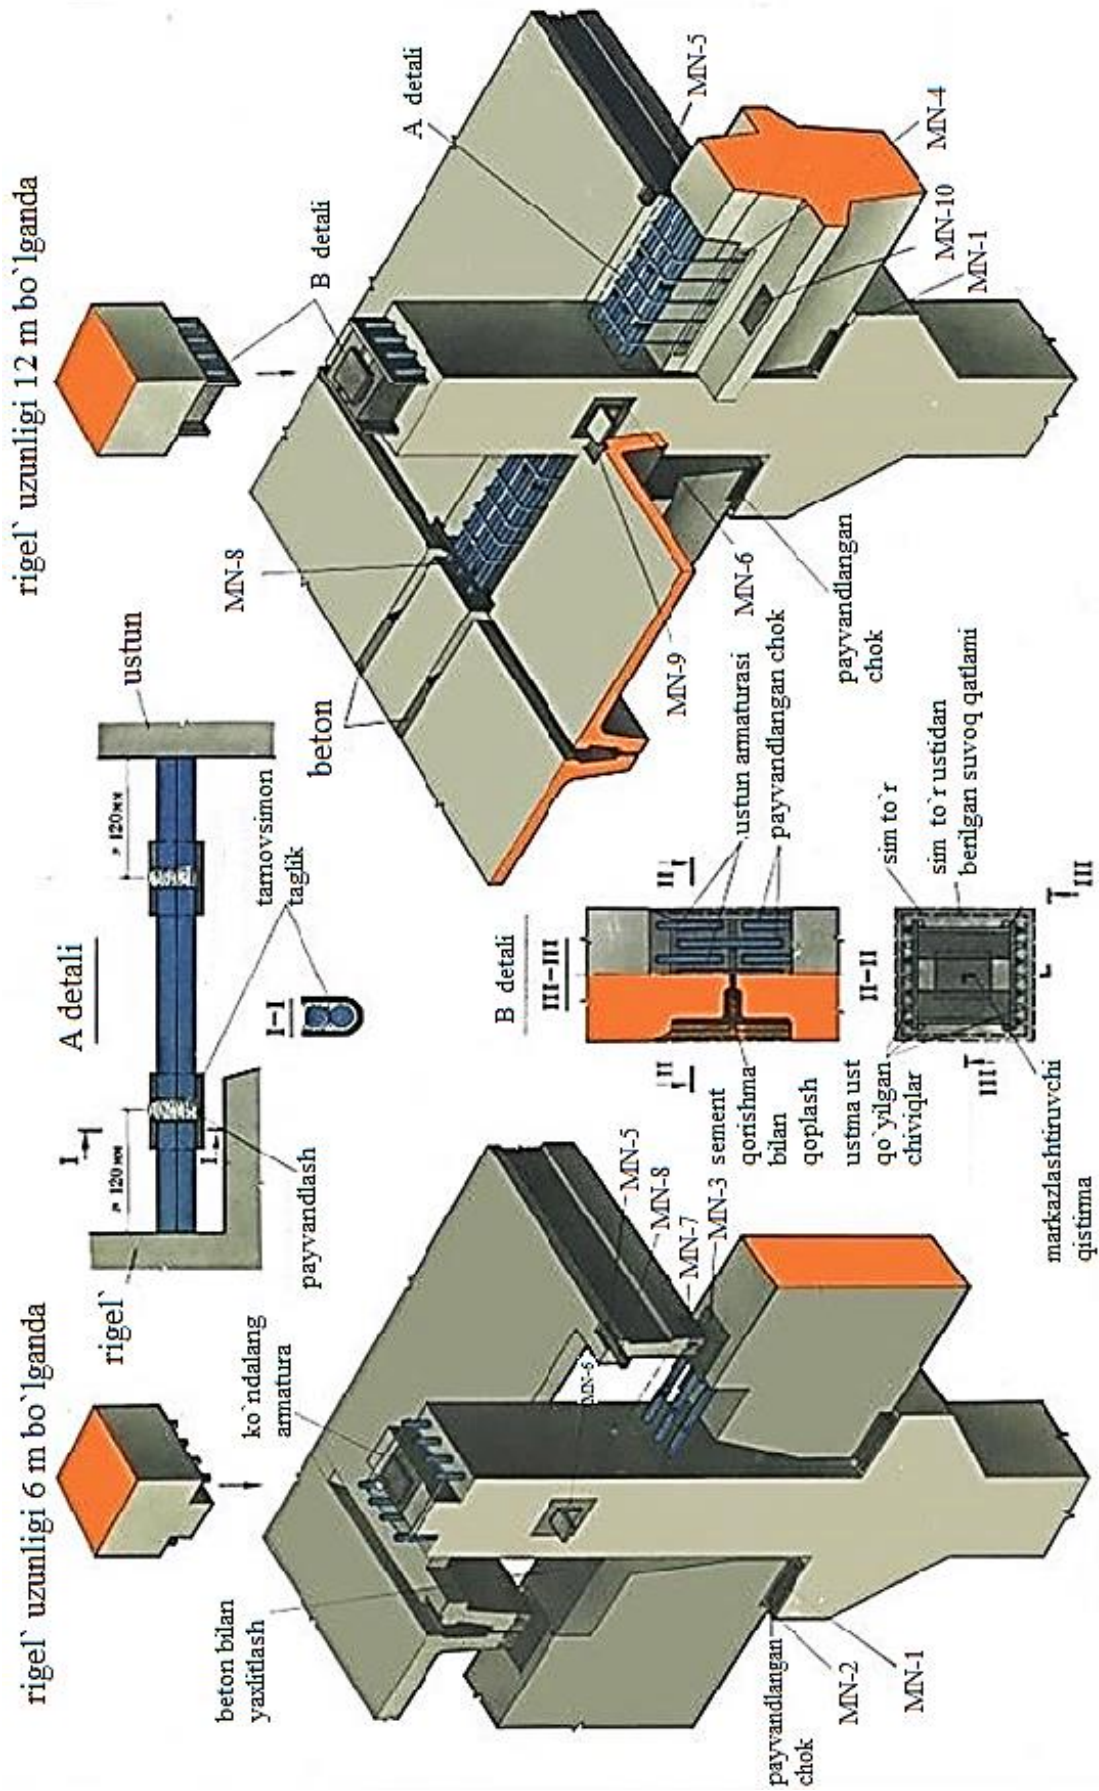 rigel` uzunligi 6 m bo`lganda
ko`ndalang
armatura
beton bilan
yaxlitlash
MN-6
MN-5
MN-8
MN-7
MN-3
payvandlangan
chok
MN-2
MN-1
A detali
rigel`
ustun
120мм
120мм
I
I
payvandlash
I-I
tarnovsimon
taglik
B detali
III-III
II
II
ustun armaturasi
payvandlangan chok
sement
qorishma
bilan
qoplash
II-II
sim to`r
sim to`r ustidan
berilgan suvoq qatlami
ustma ust
qo`yilgan
chiviqlar
III
III
markazlashtiruvchi
qistirma
rigel` uzunligi 12 m bo`lganda
B detali
A detali
MN-8
beton
MN-5
MN-4
MN-10
MN-1
MN-9
MN-6
payvandlangan
chok